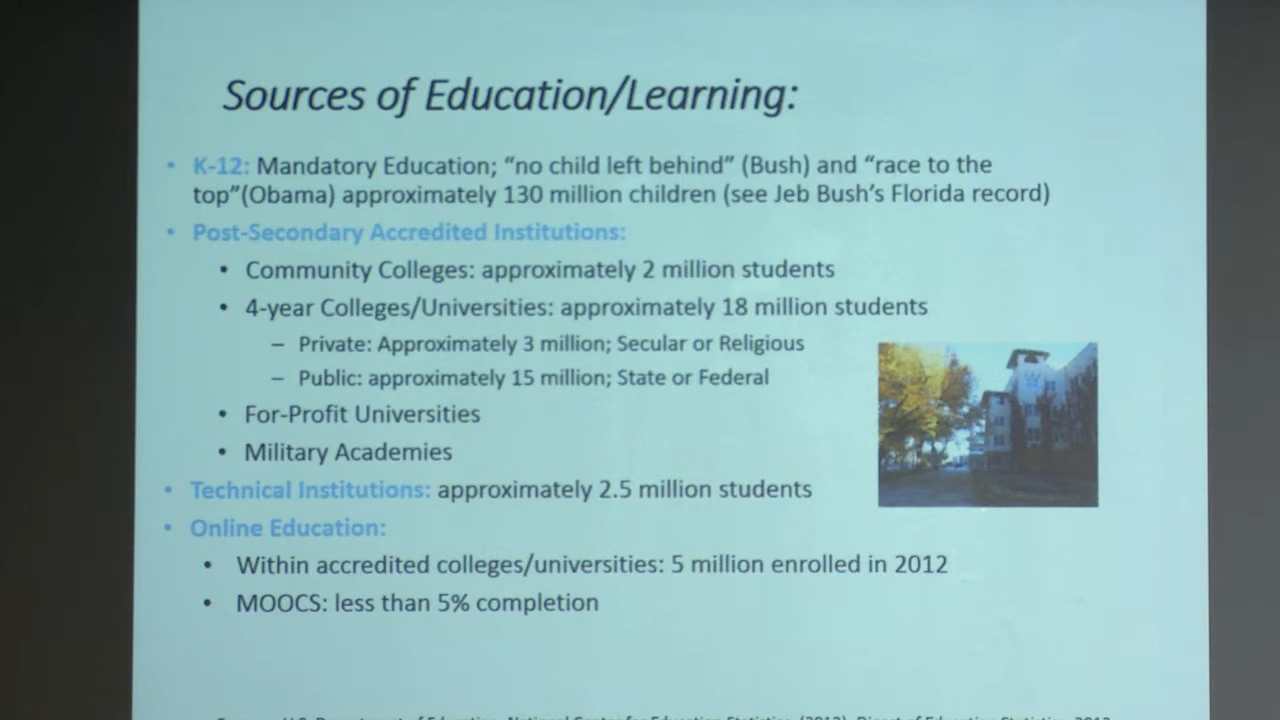 Sources of Education/Learning:
• K-12: Mandatory Education; “no child left behind” (Bush) and “race to the
top”(Obama) approximately 130 million children (see Jeb Bush’s Florida record)
• Post-Secondary Accredited Institutions:
• Community Colleges: approximately 2 million students
• 4-year Colleges/Universities: approximately 18 million students
– Private: Approximately 3 million; Secular or Religious
– Public: approximately 15 million; State or Federal
• For-Profit Universities
• Military Academies
• Technical Institutions: approximately 2.5 million students
• Online Education:
• Within accredited colleges/universities: 5 million enrolled in 2012
• MOOCS: less than 5% completion